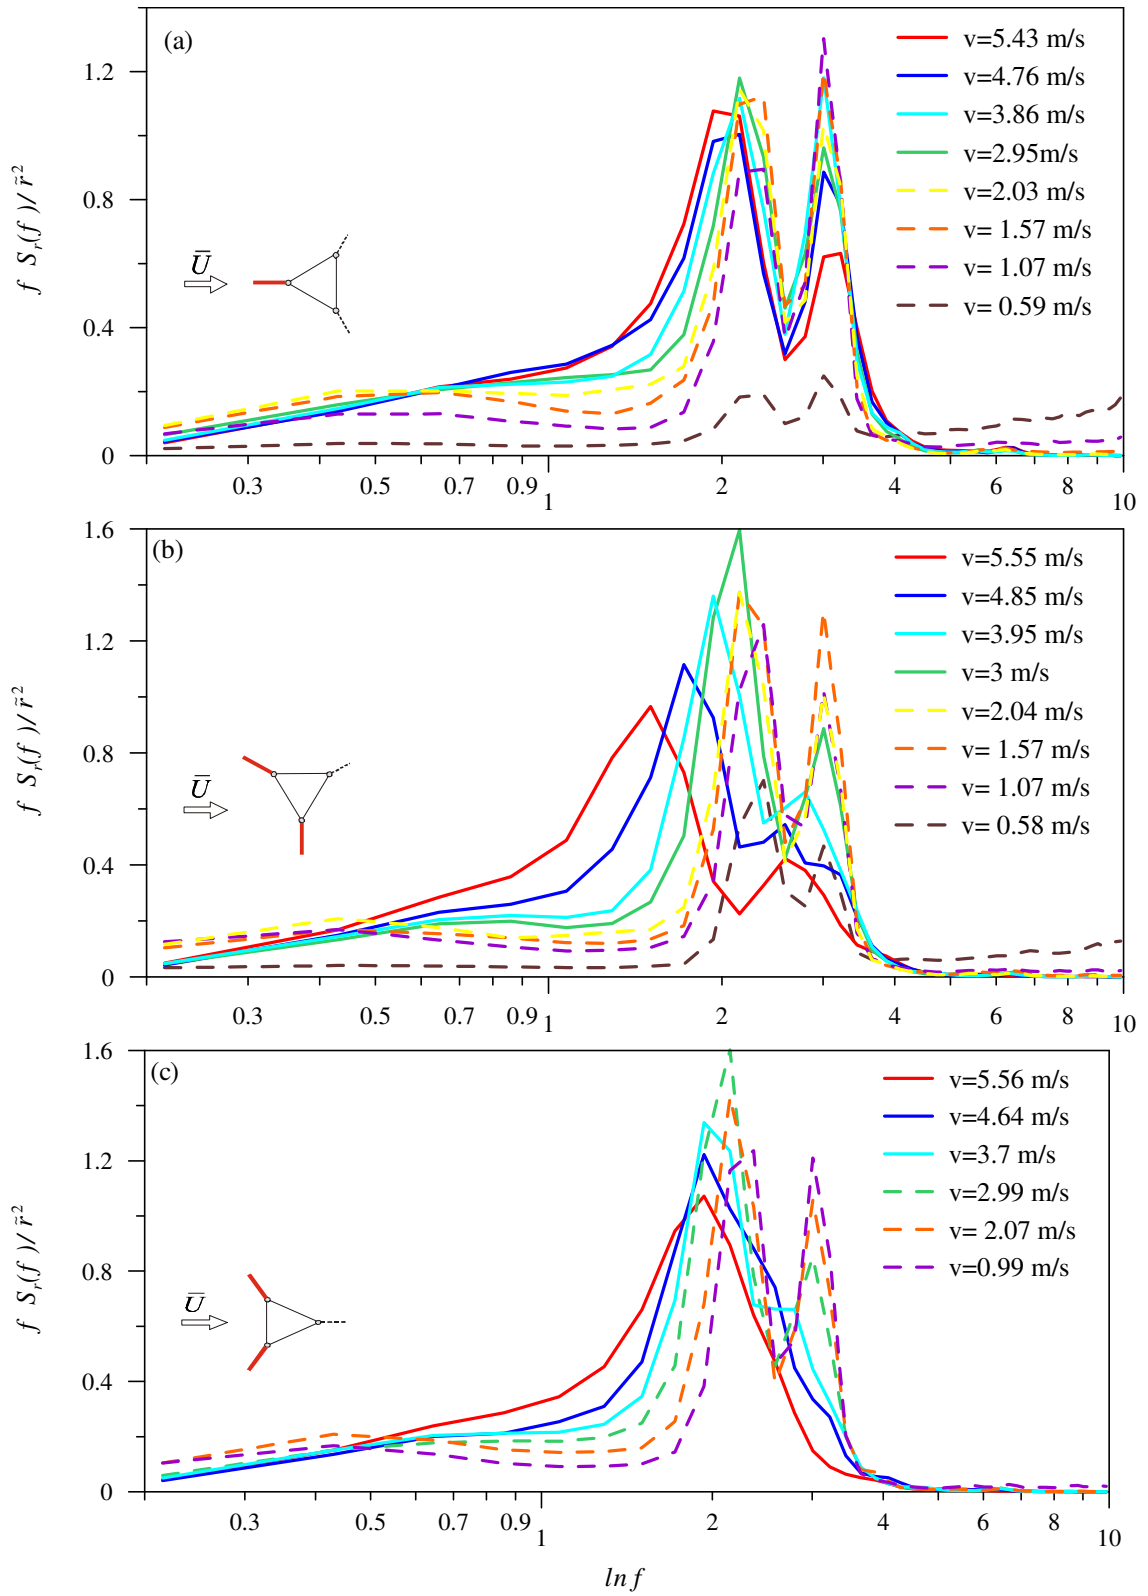 (a)
f S_r(f)/r̃²
1.2
0.8
0.4
0
U̅
v=5.43 m/s
v=4.76 m/s
v=3.86 m/s
v=2.95m/s
v=2.03 m/s
v= 1.57 m/s
v= 1.07 m/s
v= 0.59 m/s
0.3 0.5 0.7 0.9 1 2 4 6 8 10
(b)
f S_r(f)/r̃²
1.6
1.2
0.8
0.4
0
U̅
v=5.55 m/s
v=4.85 m/s
v=3.95 m/s
v=3 m/s
v=2.04 m/s
v= 1.57 m/s
v= 1.07 m/s
v= 0.58 m/s
0.3 0.5 0.7 0.9 1 2 4 6 8 10
(c)
f S_r(f)/r̃²
1.6
1.2
0.8
0.4
0
U̅
v=5.56 m/s
v=4.64 m/s
v=3.7 m/s
v=2.99 m/s
v= 2.07 m/s
v=0.99 m/s
0.3 0.5 0.7 0.9 1 2 4 6 8 10
ln f